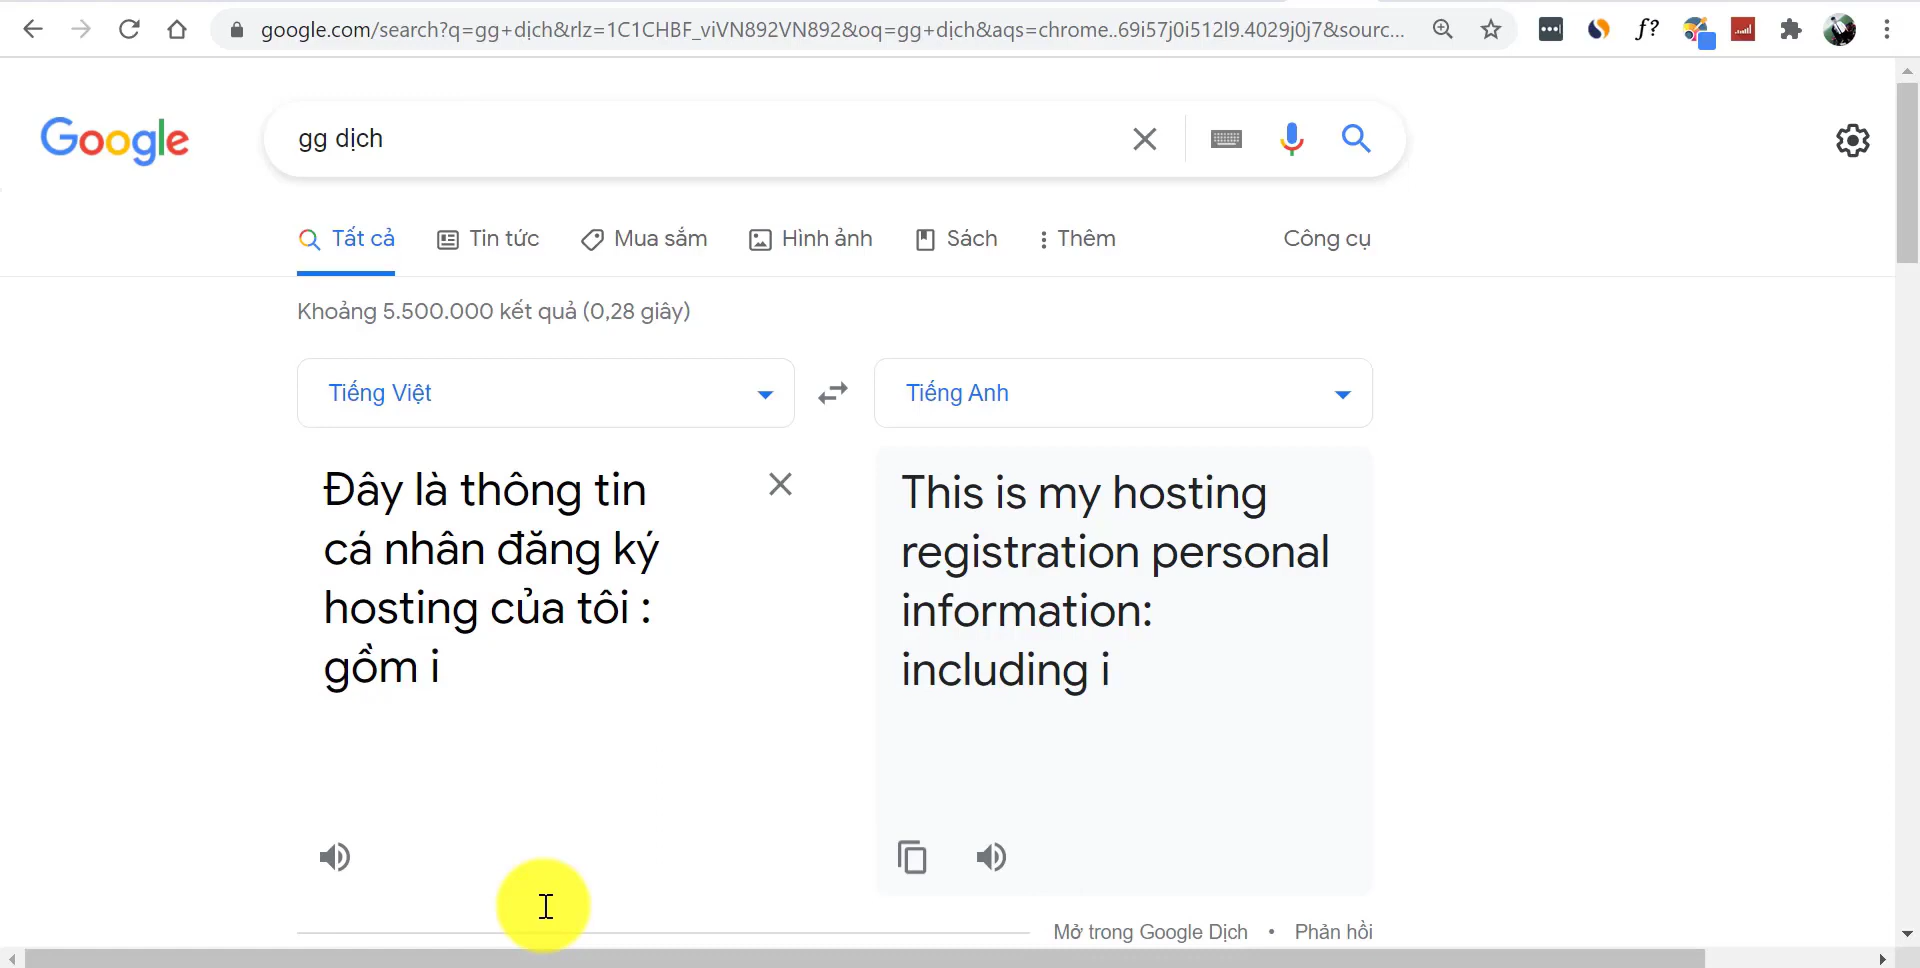 google.com/search?q=gg+dịch&rlz=1C1CHBF_viVN892VN892&oq=gg+dịch&aqs=chrome..69i57j0i512l9.4029j0j7&sourc...
f?
Google
gg dịch
Tất cả
Tin tức
Mua sắm
Hình ảnh
Sách
Thêm
Công cụ
Khoảng 5.500.000 kết quả (0,28 giây)
Tiếng Việt
Tiếng Anh
Đây là thông tin
cá nhân đăng ký
hosting của tôi :
gồm i
This is my hosting
registration personal
information:
including i
Mở trong Google Dịch • Phản hồi